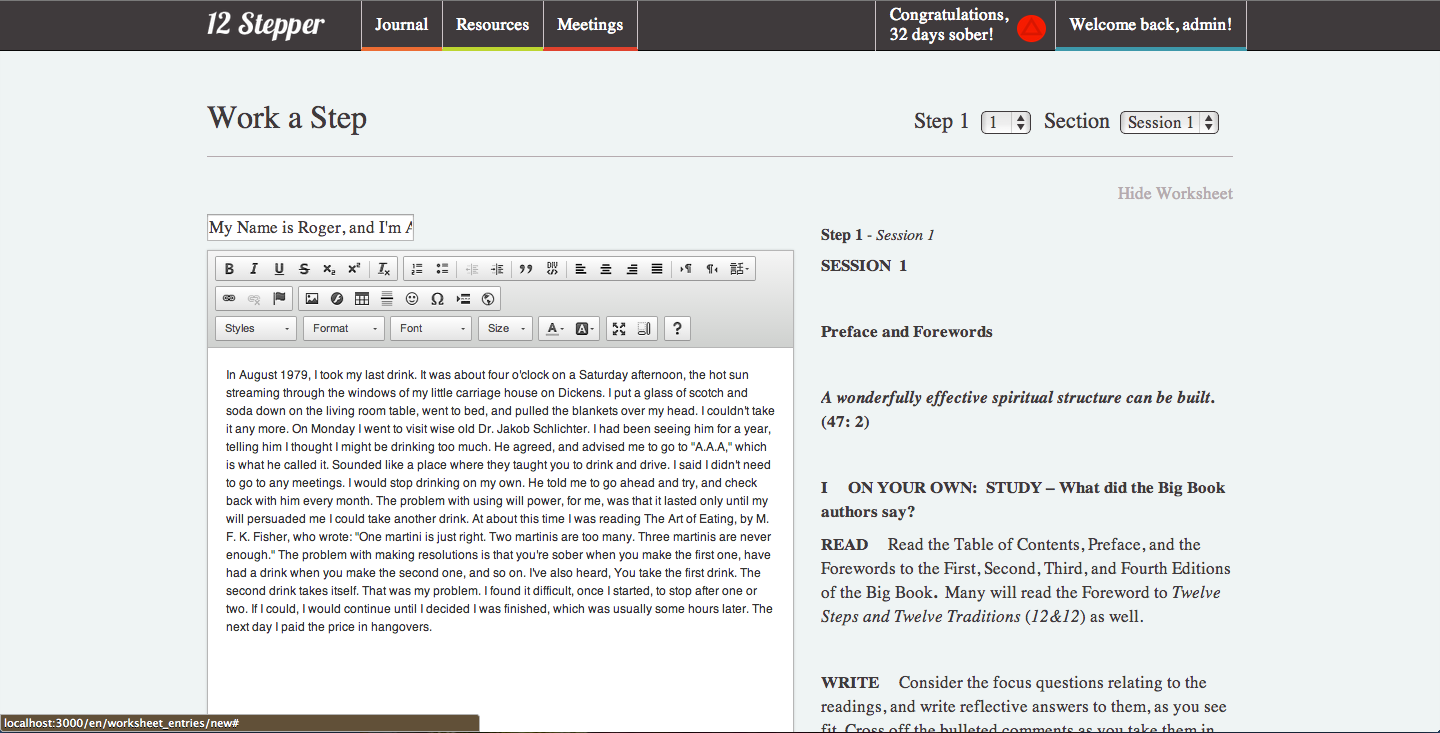 12 Stepper
Journal
Resources
Meetings
Congratulations,
32 days sober!
Welcome back, admin!
Work a Step
Step 1
1
Section
Session 1
Hide Worksheet
My Name is Roger, and I'm
B I U S x₂ x² Tx
DIV
話
Styles
Format
Font
Size
A
A
?
In August 1979, I took my last drink. It was about four o'clock on a Saturday afternoon, the hot sun
streaming through the windows of my little carriage house on Dickens. I put a glass of scotch and
soda down on the living room table, went to bed, and pulled the blankets over my head. I couldn't take
it any more. On Monday I went to visit wise old Dr. Jakob Schlichter. I had been seeing him for a year,
telling him I thought I might be drinking too much. He agreed, and advised me to go to "A.A.A," which
is what he called it. Sounded like a place where they taught you to drink and drive. I said I didn't need
to go to any meetings. I would stop drinking on my own. He told me to go ahead and try, and check
back with him every month. The problem with using will power, for me, was that it lasted only until my
will persuaded me I could take another drink. At about this time I was reading The Art of Eating, by M.
F. K. Fisher, who wrote: "One martini is just right. Two martinis are too many. Three martinis are never
enough." The problem with making resolutions is that you're sober when you make the first one, have
had a drink when you make the second one, and so on. I've also heard, You take the first drink. The
second drink takes itself. That was my problem. I found it difficult, once I started, to stop after one or
two. If I could, I would continue until I decided I was finished, which was usually some hours later. The
next day I paid the price in hangovers.
Step 1 - Session 1
SESSION 1
Preface and Forewords
A wonderfully effective spiritual structure can be built.
(47: 2)
I ON YOUR OWN: STUDY – What did the Big Book
authors say?
READ Read the Table of Contents, Preface, and the
Forewords to the First, Second, Third, and Fourth Editions
of the Big Book. Many will read the Foreword to Twelve
Steps and Twelve Traditions (12&12) as well.
WRITE Consider the focus questions relating to the
readings, and write reflective answers to them, as you see
fit. Cross off the bulleted comments as you take them in
localhost:3000/en/worksheet_entries/new#